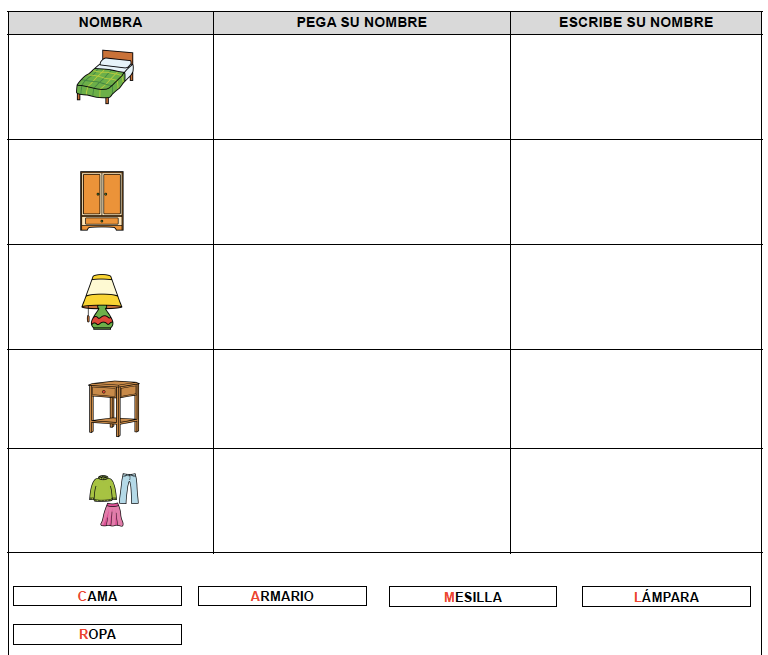 NOMBRA PEGA SU NOMBRE ESCRIBE SU NOMBRE
CAMA ARMARIO MESILLA LÁMPARA
ROPA